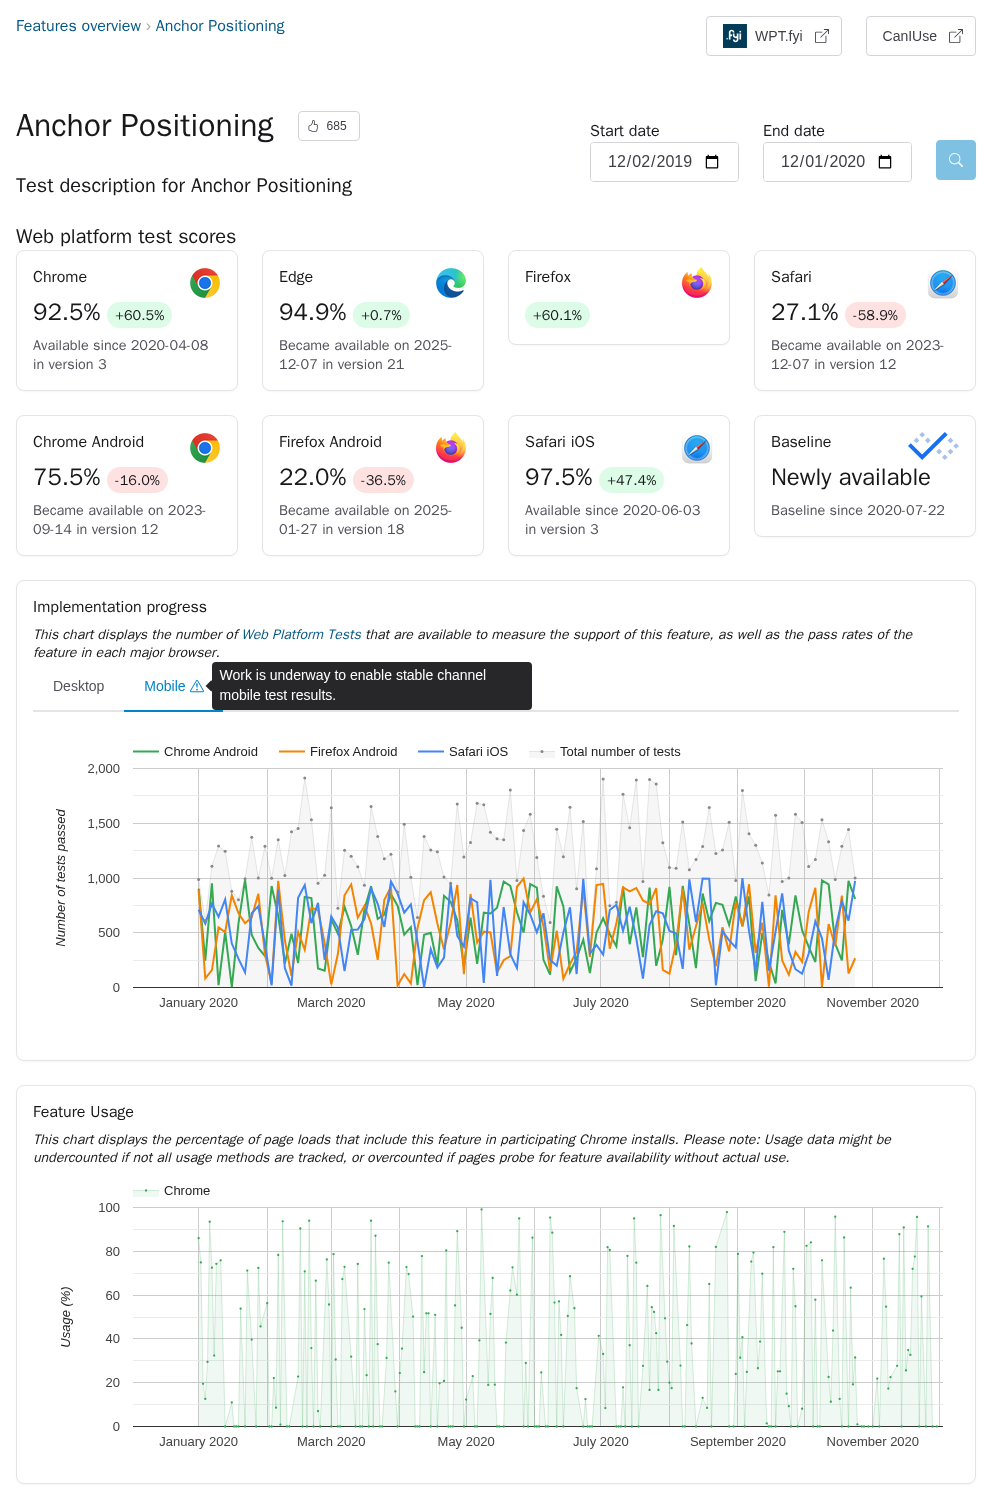 Features overview › Anchor Positioning
.fyi WPT.fyi
CanIUse
Anchor Positioning
685
Start date
12/02/2019
End date
12/01/2020
Test description for Anchor Positioning
Web platform test scores
Chrome
92.5% +60.5%
Available since 2020-04-08
in version 3
Edge
94.9% +0.7%
Became available on 2025-
12-07 in version 21
Firefox
+60.1%
Safari
27.1% -58.9%
Became available on 2023-
12-07 in version 12
Chrome Android
75.5% -16.0%
Became available on 2023-
09-14 in version 12
Firefox Android
22.0% -36.5%
Became available on 2025-
01-27 in version 18
Safari iOS
97.5% +47.4%
Available since 2020-06-03
in version 3
Baseline
Newly available
Baseline since 2020-07-22
Implementation progress
This chart displays the number of Web Platform Tests that are available to measure the support of this feature, as well as the pass rates of the
feature in each major browser.
Desktop
Mobile
Work is underway to enable stable channel
mobile test results.
Chrome Android
Firefox Android
Safari iOS
Total number of tests
Number of tests passed
2,000
1,500
1,000
500
0
January 2020
March 2020
May 2020
July 2020
September 2020
November 2020
Feature Usage
This chart displays the percentage of page loads that include this feature in participating Chrome installs. Please note: Usage data might be
undercounted if not all usage methods are tracked, or overcounted if pages probe for feature availability without actual use.
Chrome
Usage (%)
100
80
60
40
20
0
January 2020
March 2020
May 2020
July 2020
September 2020
November 2020